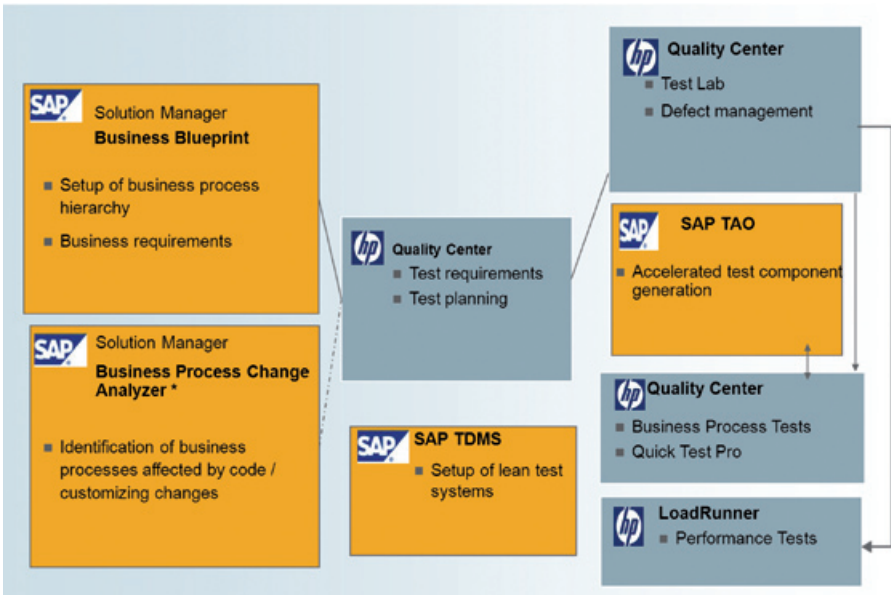 SAP
Solution Manager
Business Blueprint
Setup of business process
hierarchy
Business requirements
SAP
Solution Manager
Business Process Change
Analyzer *
Identification of business
processes affected by code /
customizing changes
hp
Quality Center
Test requirements
Test planning
SAP
SAP TDMS
Setup of lean test
systems
hp
Quality Center
Test Lab
Defect management
SAP
SAP TAO
Accelerated test component
generation
hp
Quality Center
Business Process Tests
Quick Test Pro
hp
LoadRunner
Performance Tests